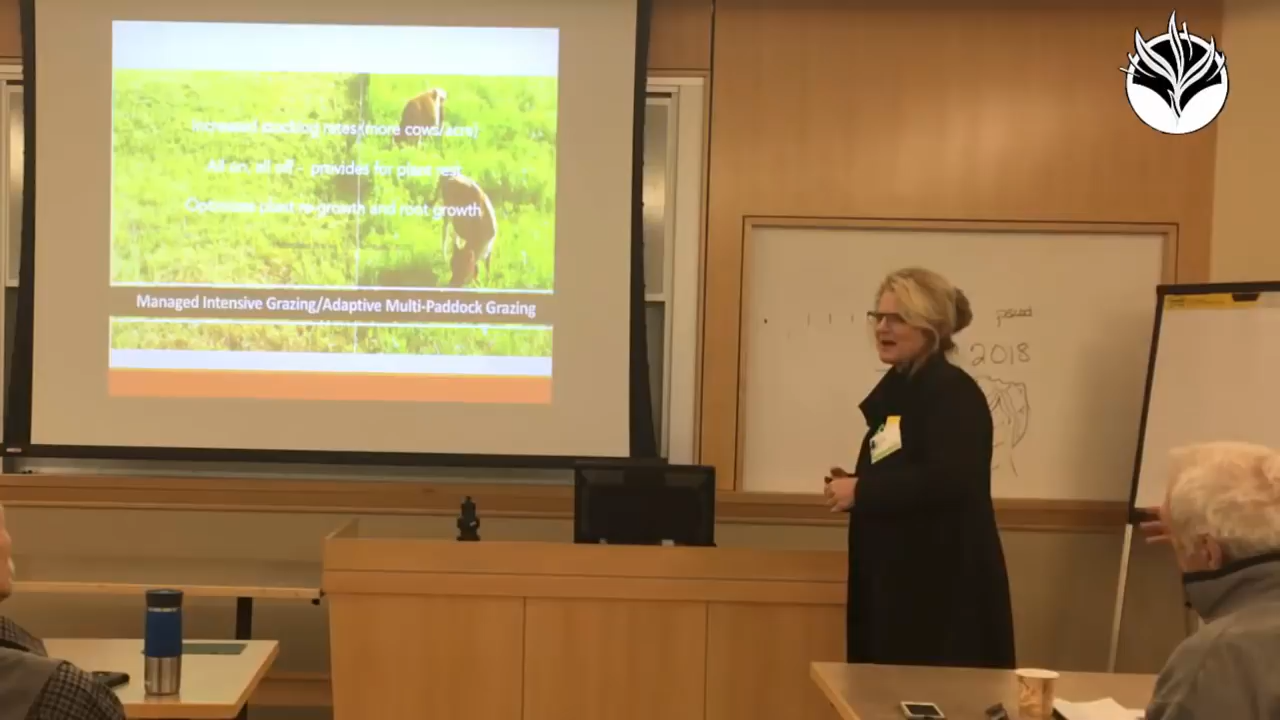 Increased stocking rates (more cows/acre)
All on, all off - provides for plant rest
Optimizes plant re-growth and root growth
Managed Intensive Grazing/Adaptive Multi-Paddock Grazing
2018